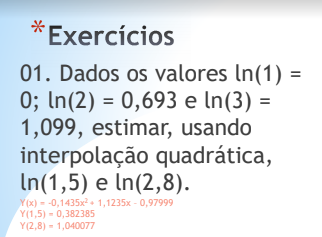 *Exercícios
01. Dados os valores ln(1) =
0; ln(2) = 0,693 e ln(3) =
1,099, estimar, usando
interpolação quadrática,
ln(1,5) e ln(2,8).
Y(x) = -0,1435x² + 1,1235x – 0,97999
Y(1,5) = 0,382385
Y(2,8) = 1,040077